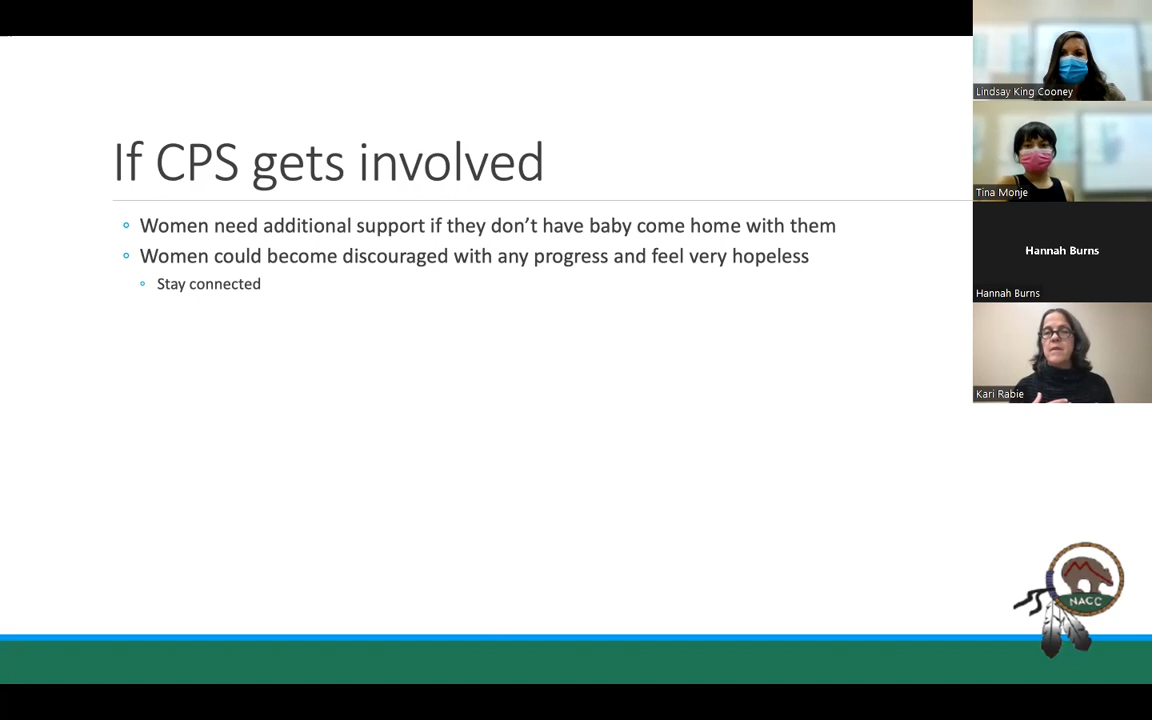 If CPS gets involved
Women need additional support if they don't have baby come home with them
Women could become discouraged with any progress and feel very hopeless
Stay connected
Lindsay King Cooney
Tina Monje
Hannah Burns
Hannah Burns
Kari Rabie
NACC